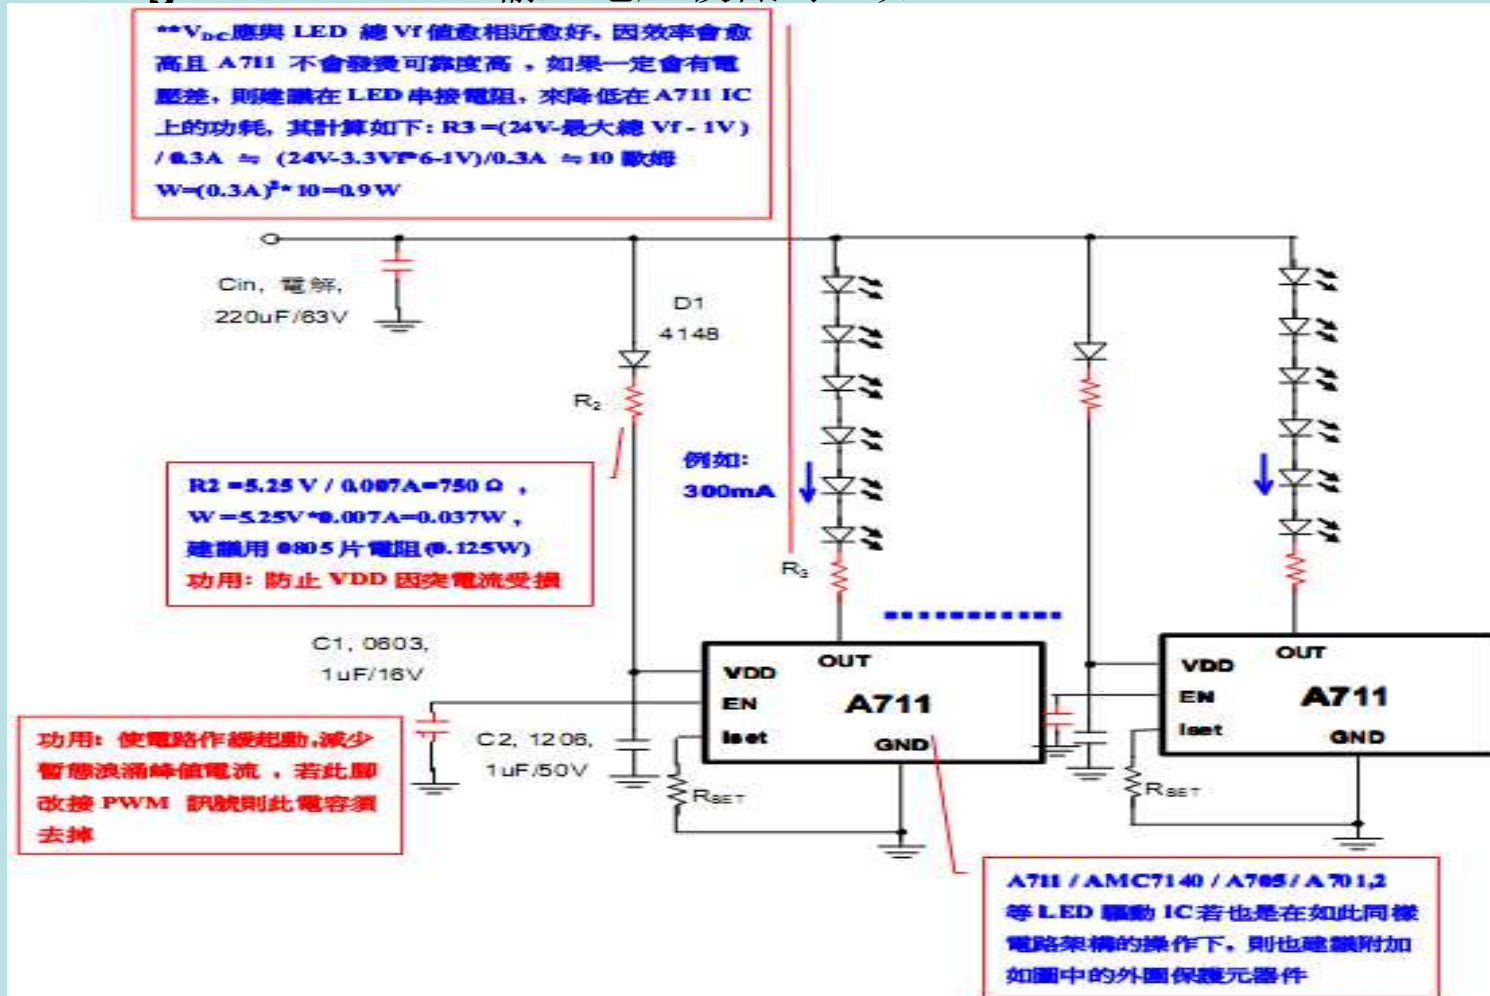 **VDC應與 LED 總 Vf 值愈相近愈好, 因效率會愈
高且 A711 不會發燙可靠度高 , 如果一定會有電
壓差, 則建議在 LED 串接電阻, 來降低在 A711 IC
上的功耗, 其計算如下: R3 =(24V-最大總 Vf - 1V)
/ 0.3A ≒ (24V-3.3Vf*6-1V)/0.3A ≒ 10 歐姆
W=(0.3A)²* 10=0.9W
Cin, 電解,
220uF/63V
D1
4148
R2
例如:
300mA
R2 =5.25 V / 0.007A=750 Ω ,
W =5.25V*0.007A=0.037W ,
建議用 0805 片電阻(0.125W)
功用: 防止 VDD 因突電流受損
R3
C1, 0603,
1uF/16V
OUT
VDD
EN
A711
Iset
GND
OUT
VDD
EN
A711
Iset
GND
C2, 1206,
1uF/50V
RSET
RSET
功用: 使電路作緩起動,減少
暫態浪涌峰值電流 , 若此腳
改接 PWM 訊號則此電容須
去掉
A711 / AMC7140 / A705 / A701,2
等 LED 驅動 IC 若也是在如此同樣
電路架構的操作下, 則也建議附加
如圖中的外圍保護元器件